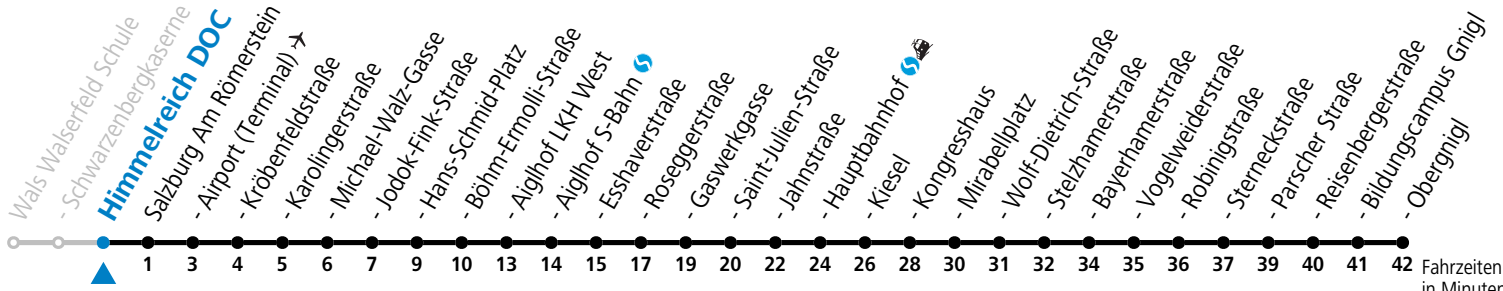 Wals Walserfeld Schule
- Schwarzenbergkaserne
Himmelreich DOC
Salzburg Am Römerstein
- Airport (Terminal)
- Kröbenfeldstraße
- Karolingerstraße
- Michael-Walz-Gasse
- Jodok-Fink-Straße
- Hans-Schmid-Platz
- Böhm-Ermolli-Straße
- Aiglhof LKH West
- Aiglhof S-Bahn
- Esshaverstraße
- Roseggerstraße
- Gaswerkgasse
- Saint-Julien-Straße
- Jahnstraße
- Hauptbahnhof
- Kiesel
- Kongresshaus
- Mirabellplatz
- Wolf-Dietrich-Straße
- Stelzhamerstraße
- Bayerhamerstraße
- Vogelweiderstraße
- Robinigstraße
- Sterneckstraße
- Parscher Straße
- Reisenbergerstraße
- Bildungscampus Gnigl
- Obergnigl
1 3 4 5 6 7 9 10 13 14 15 17 19 20 22 24 26 28 30 31 32 34 35 36 37 39 40 41 42 Fahrzeiten
in Minuten